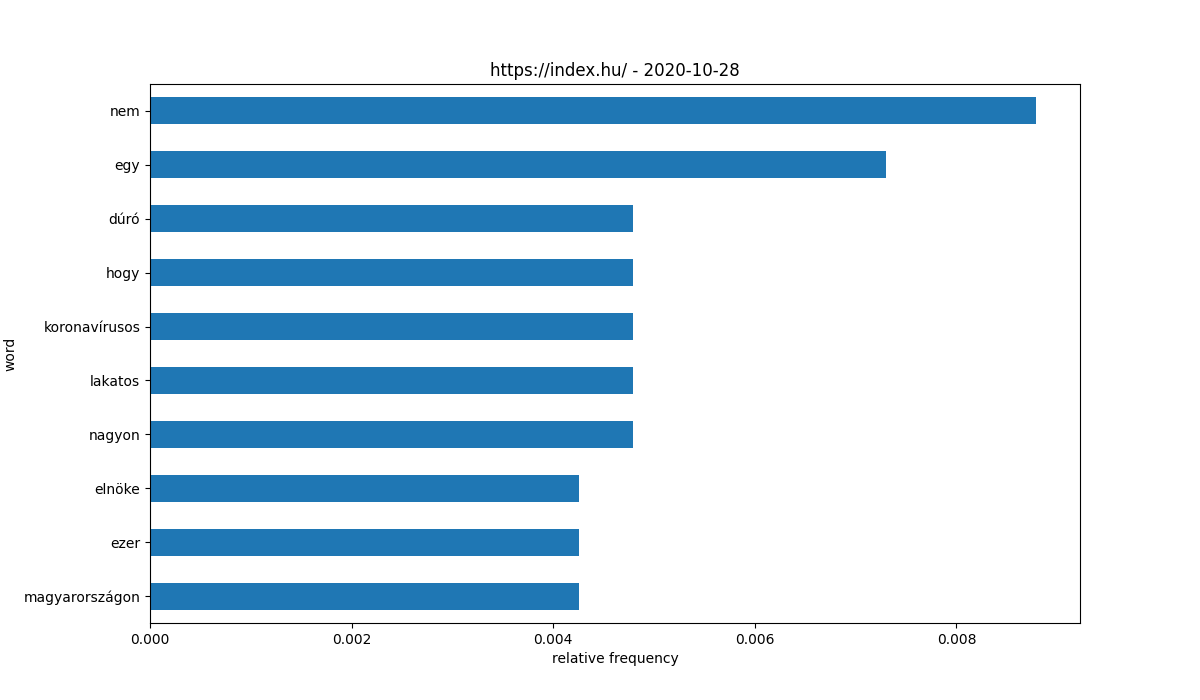 https://index.hu/ - 2020-10-28
nem
egy
dúró
hogy
koronavírusos
lakatos
nagyon
elnöke
ezer
magyarországon
word
0.000 0.002 0.004 0.006 0.008
relative frequency